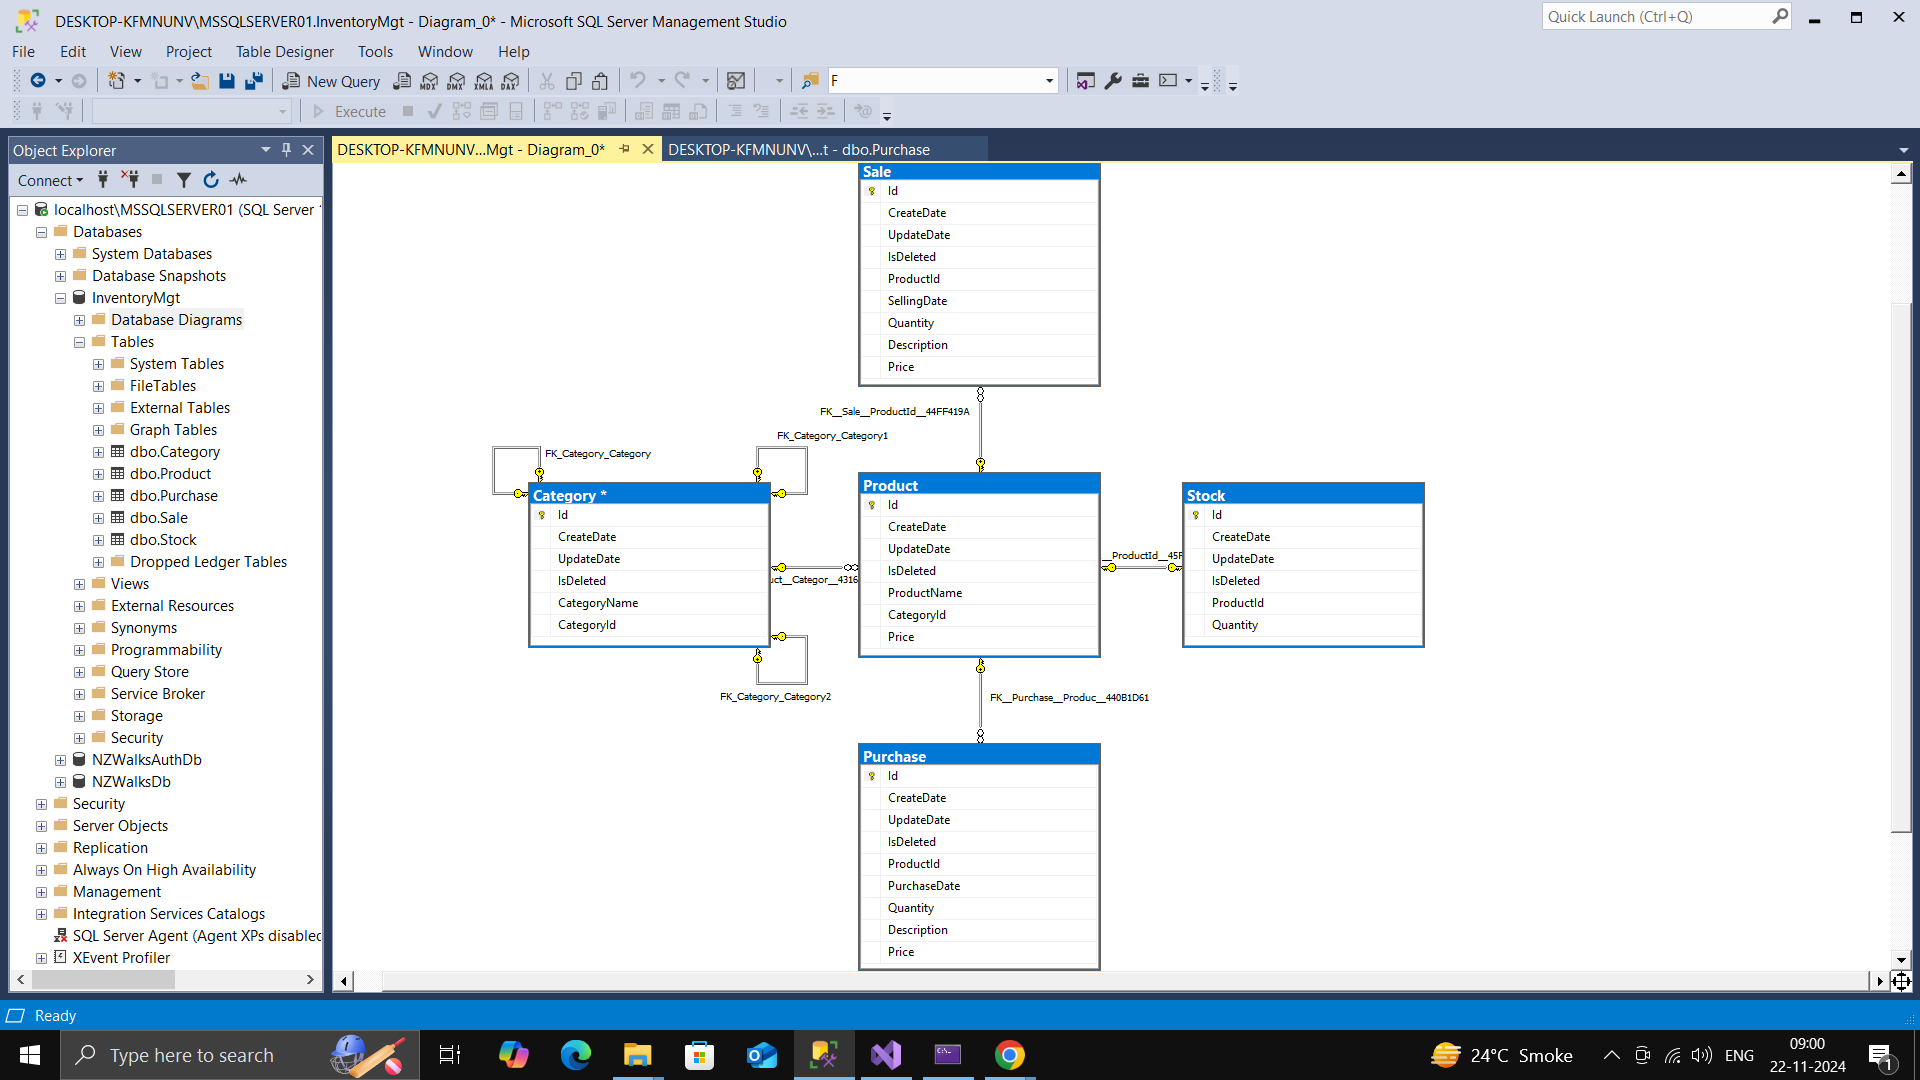 DESKTOP-KFMNUNV\MSSQLSERVER01.InventoryMgt - Diagram_0* - Microsoft SQL Server Management Studio
Quick Launch (Ctrl+Q)
File Edit View Project Table Designer Tools Window Help
New Query
MDX DMX XMLA DAX
F
Execute
Object Explorer
DESKTOP-KFMNUNV...Mgt - Diagram_0*
DESKTOP-KFMNUNV\...t - dbo.Purchase
Connect
localhost\MSSQLSERVER01 (SQL Server
Databases
System Databases
Database Snapshots
InventoryMgt
Database Diagrams
Tables
System Tables
FileTables
External Tables
Graph Tables
dbo.Category
dbo.Product
dbo.Purchase
dbo.Sale
dbo.Stock
Dropped Ledger Tables
Views
External Resources
Synonyms
Programmability
Query Store
Service Broker
Storage
Security
NZWalksAuthDb
NZWalksDb
Security
Server Objects
Replication
Always On High Availability
Management
Integration Services Catalogs
SQL Server Agent (Agent XPs disabled
XEvent Profiler
Sale
Id
CreateDate
UpdateDate
IsDeleted
ProductId
SellingDate
Quantity
Description
Price
FK__Sale__ProductId__44FF419A
FK_Category_Category1
FK_Category_Category
Category *
Id
CreateDate
UpdateDate
IsDeleted
CategoryName
CategoryId
uct__Categor__4316
FK_Category_Category2
Product
Id
CreateDate
UpdateDate
IsDeleted
ProductName
CategoryId
Price
__ProductId__45F
Stock
Id
CreateDate
UpdateDate
IsDeleted
ProductId
Quantity
FK__Purchase__Produc__440B1D61
Purchase
Id
CreateDate
UpdateDate
IsDeleted
ProductId
PurchaseDate
Quantity
Description
Price
Ready
Type here to search
24°C Smoke
ENG
09:00
22-11-2024
1